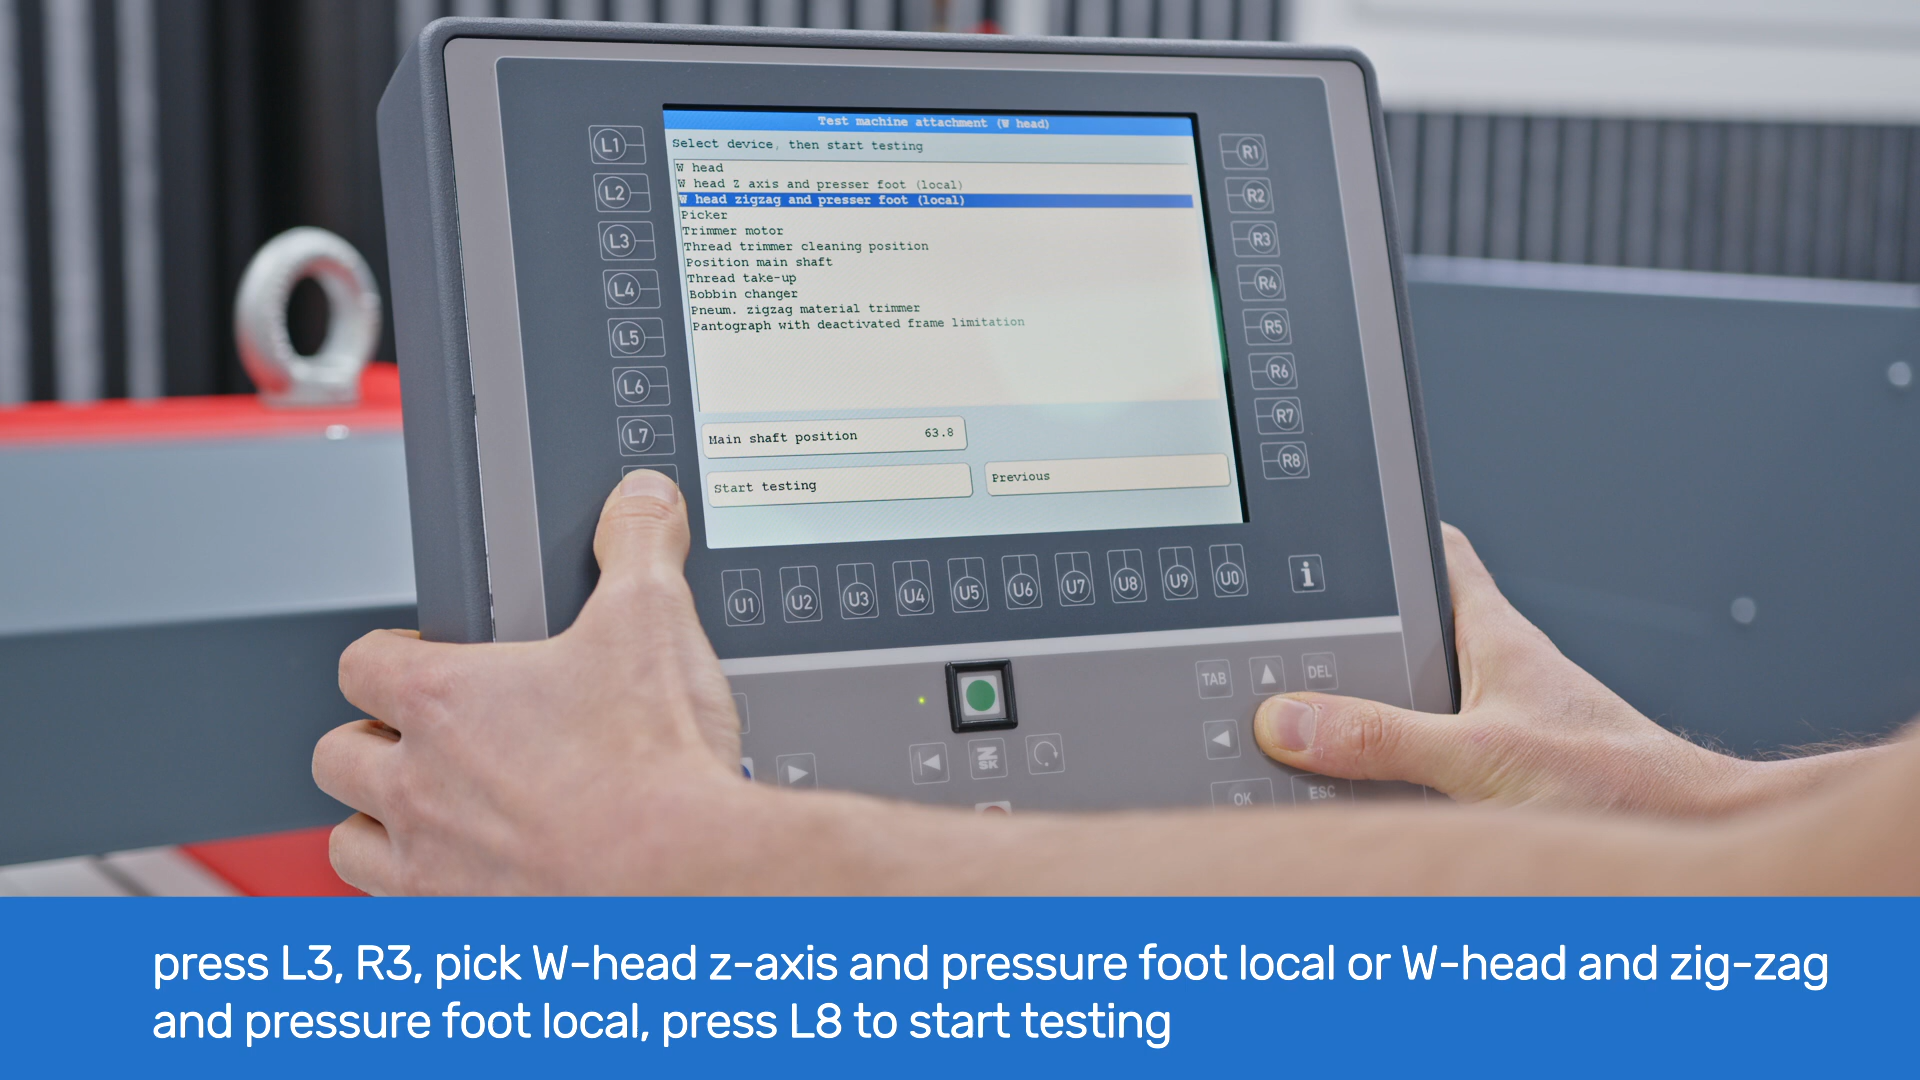 Test machine attachment (W head)
Select device, then start testing
W head
W head Z axis and presser foot (local)
W head zigzag and presser foot (local)
Picker
Trimmer motor
Thread trimmer cleaning position
Position main shaft
Thread take-up
Bobbin changer
Pneum. zigzag material trimmer
Pantograph with deactivated frame limitation
Main shaft position 63.8
Start testing
Previous
L1
L2
L3
L4
L5
L6
L7
R1
R2
R3
R4
R5
R6
R7
R8
U1 U2 U3 U4 U5 U6 U7 U8 U9 U0 i
TAB DEL
ZSK
OK ESC
press L3, R3, pick W-head z-axis and pressure foot local or W-head and zig-zag
and pressure foot local, press L8 to start testing